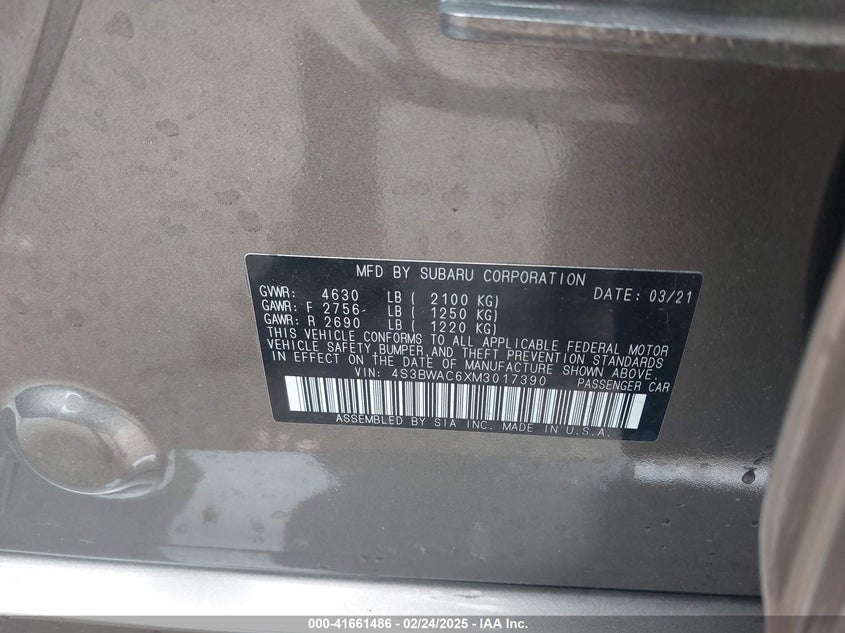 MFD BY SUBARU CORPORATION
GVWR: 4630 LB ( 2100 KG) DATE: 03/21
GAWR: F 2756 LB ( 1250 KG)
GAWR: R 2690 LB ( 1220 KG)
THIS VEHICLE CONFORMS TO ALL APPLICABLE FEDERAL MOTOR
VEHICLE SAFETY, BUMPER, AND THEFT PREVENTION STANDARDS
IN EFFECT ON THE DATE OF MANUFACTURE SHOWN ABOVE.
VIN: 4S3BWAC6XM3017390 PASSENGER CAR
ASSEMBLED BY SIA INC. MADE IN U.S.A.
000-41661486 - 02/24/2025 - IAA Inc.